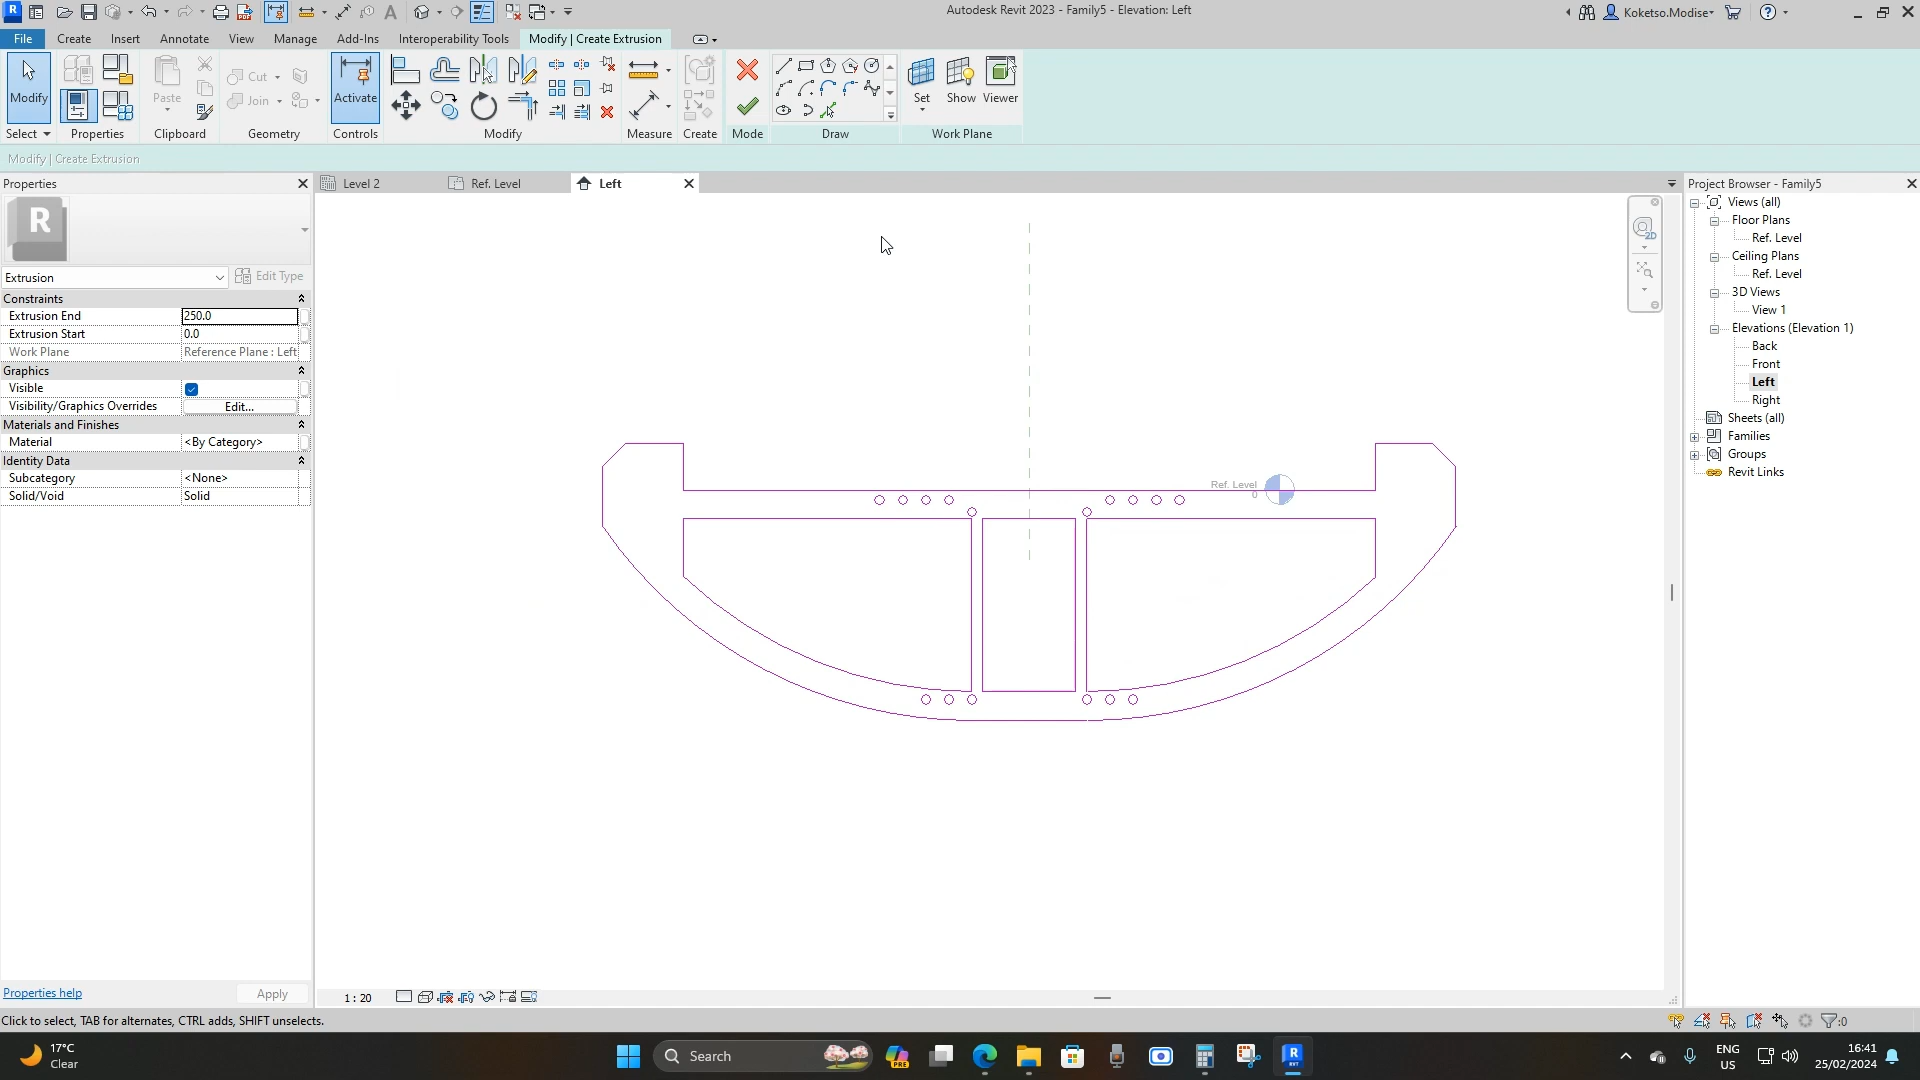 Autodesk Revit 2023 - Family5 - Elevation: Left
Koketso.Modise
File Create Insert Annotate View Manage Add-Ins Interoperability Tools Modify | Create Extrusion
Modify Paste Cut Join Activate Set Show Viewer
Select Properties Clipboard Geometry Controls Modify Measure Create Mode Draw Work Plane
Modify | Create Extrusion
Properties
Level 2
Ref. Level
Left
Project Browser - Family5
R
Extrusion
Edit Type
Constraints
Extrusion End 250.0
Extrusion Start 0.0
Work Plane Reference Plane : Left
Graphics
Visible
Visibility/Graphics Overrides Edit...
Materials and Finishes
Material <By Category>
Identity Data
Subcategory <None>
Solid/Void Solid
2D
Ref. Level
0
Views (all)
Floor Plans
Ref. Level
Ceiling Plans
Ref. Level
3D Views
View 1
Elevations (Elevation 1)
Back
Front
Left
Right
Sheets (all)
Families
Groups
Revit Links
Properties help
Apply
1 : 20
Click to select, TAB for alternates, CTRL adds, SHIFT unselects.
:0
17°C
Clear
Search
PRE
R
RVT
ENG
US
16:41
25/02/2024